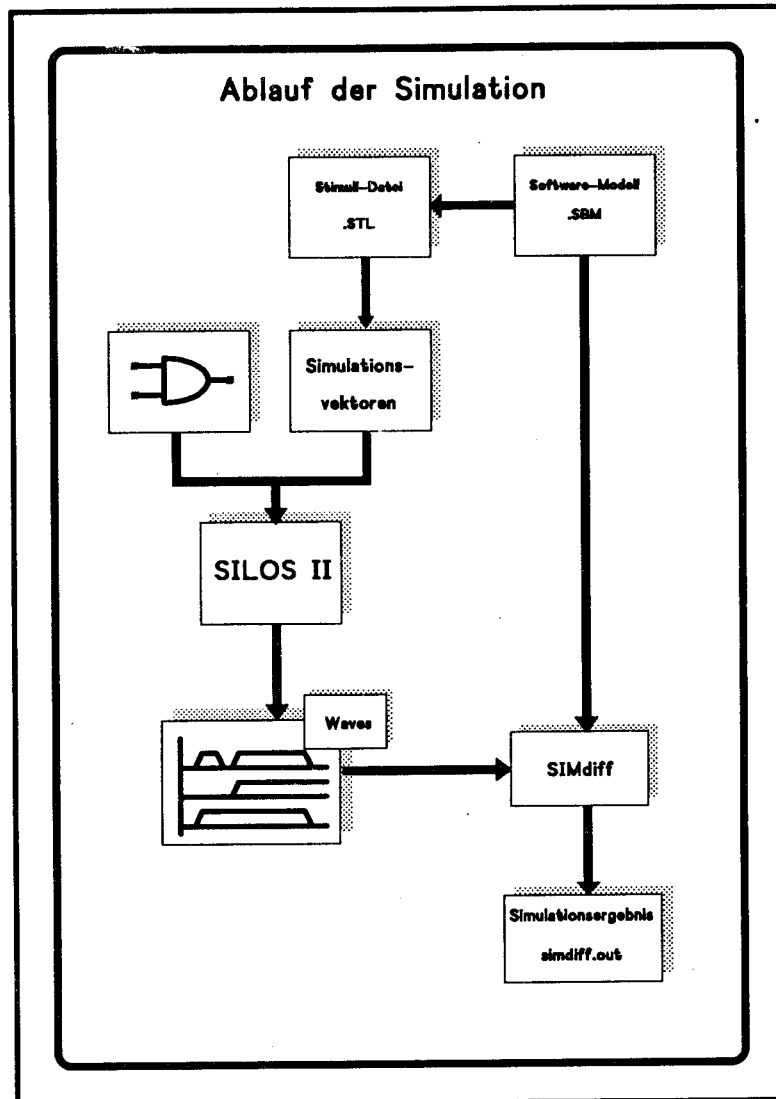 Ablauf der Simulation
Stimuli-Datei
.STL
Software-Modell
.SBM
Simulations-
vektoren
SILOS II
Waves
SIMdiff
Simulationsergebnis
simdiff.out